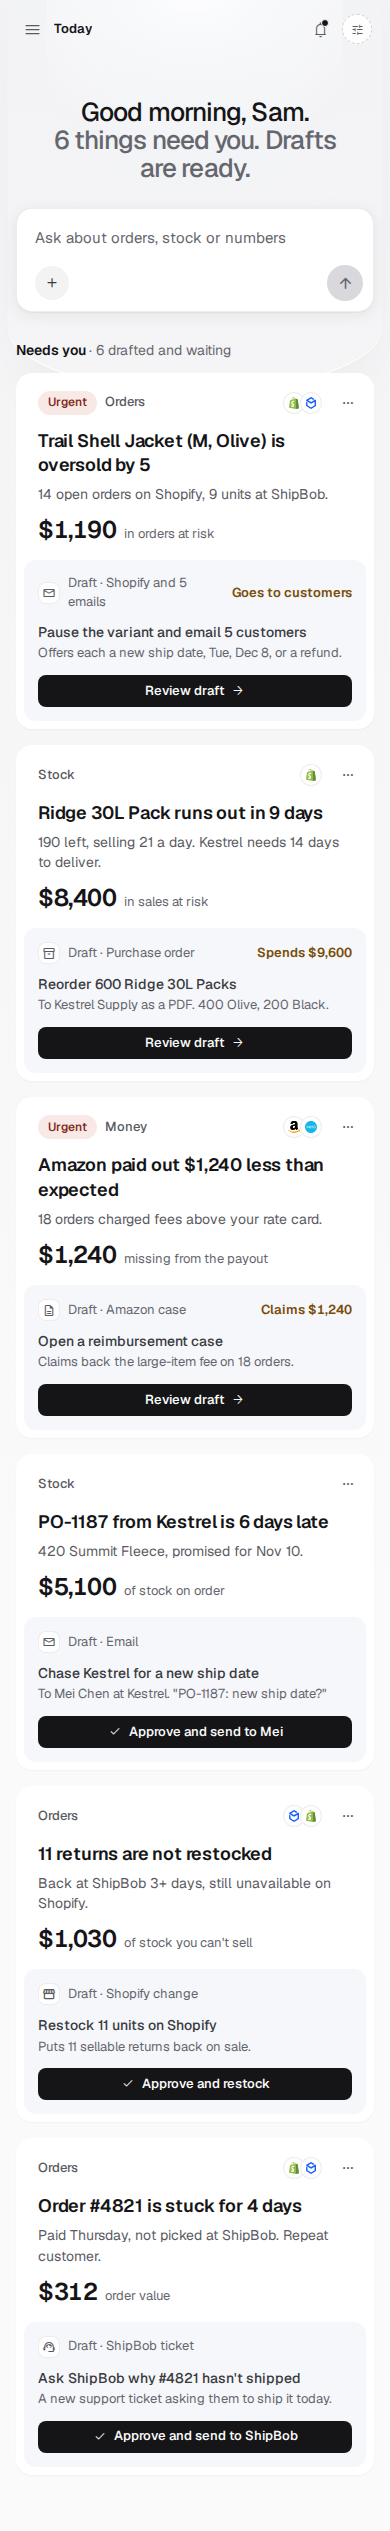 Today
Good morning, Sam.
6 things need you. Drafts
are ready.
Ask about orders, stock or numbers
Needs you · 6 drafted and waiting
Urgent Orders
Trail Shell Jacket (M, Olive) is
oversold by 5
14 open orders on Shopify, 9 units at ShipBob.
$1,190 in orders at risk
Draft · Shopify and 5
emails
Goes to customers
Pause the variant and email 5 customers
Offers each a new ship date, Tue, Dec 8, or a refund.
Review draft →
Stock
Ridge 30L Pack runs out in 9 days
190 left, selling 21 a day. Kestrel needs 14 days
to deliver.
$8,400 in sales at risk
Draft · Purchase order Spends $9,600
Reorder 600 Ridge 30L Packs
To Kestrel Supply as a PDF. 400 Olive, 200 Black.
Review draft →
Urgent Money
Amazon paid out $1,240 less than
expected
18 orders charged fees above your rate card.
$1,240 missing from the payout
Draft · Amazon case Claims $1,240
Open a reimbursement case
Claims back the large-item fee on 18 orders.
Review draft →
Stock
PO-1187 from Kestrel is 6 days late
420 Summit Fleece, promised for Nov 10.
$5,100 of stock on order
Draft · Email
Chase Kestrel for a new ship date
To Mei Chen at Kestrel. "PO-1187: new ship date?"
Approve and send to Mei
Orders
11 returns are not restocked
Back at ShipBob 3+ days, still unavailable on
Shopify.
$1,030 of stock you can't sell
Draft · Shopify change
Restock 11 units on Shopify
Puts 11 sellable returns back on sale.
Approve and restock
Orders
Order #4821 is stuck for 4 days
Paid Thursday, not picked at ShipBob. Repeat
customer.
$312 order value
Draft · ShipBob ticket
Ask ShipBob why #4821 hasn't shipped
A new support ticket asking them to ship it today.
Approve and send to ShipBob